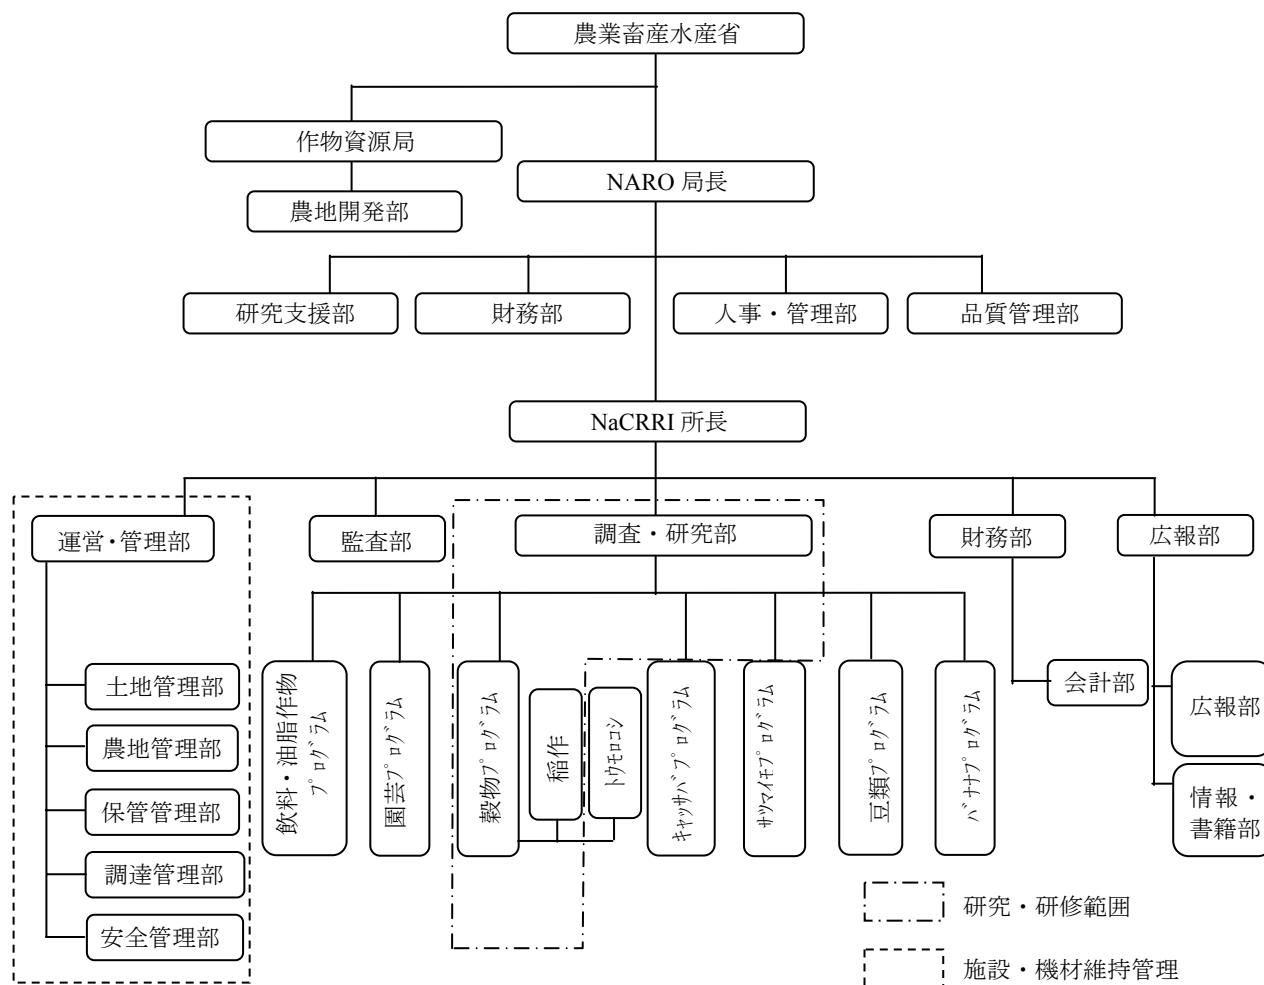 農業畜産水産省
作物資源局
NARO 局長
農地開発部
研究支援部
財務部
人事・管理部
品質管理部
NaCRRI 所長
運営・管理部
監査部
調査・研究部
財務部
広報部
土地管理部
農地管理部
保管管理部
調達管理部
安全管理部
飲料・油脂作物
ﾌﾟﾛｸﾞﾗﾑ
園芸ﾌﾟﾛｸﾞﾗﾑ
穀物ﾌﾟﾛｸﾞﾗﾑ
稲作
ﾄｳﾓﾛｺｼ
ｷｬｯｻﾊﾞﾌﾟﾛｸﾞﾗﾑ
ｻﾂﾏｲﾓﾌﾟﾛｸﾞﾗﾑ
豆類ﾌﾟﾛｸﾞﾗﾑ
ﾊﾞﾅﾅﾌﾟﾛｸﾞﾗﾑ
会計部
広報部
情報・
書籍部
研究・研修範囲
施設・機材維持管理